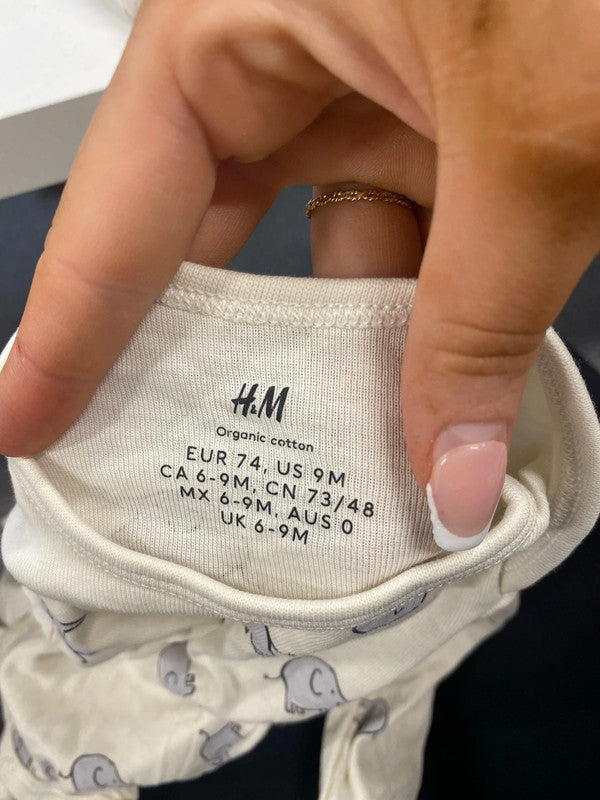 H&M
Organic cotton
EUR 74, US 9M
CA 6-9M, CN 73/48
MX 6-9M, AUS 0
UK 6-9M